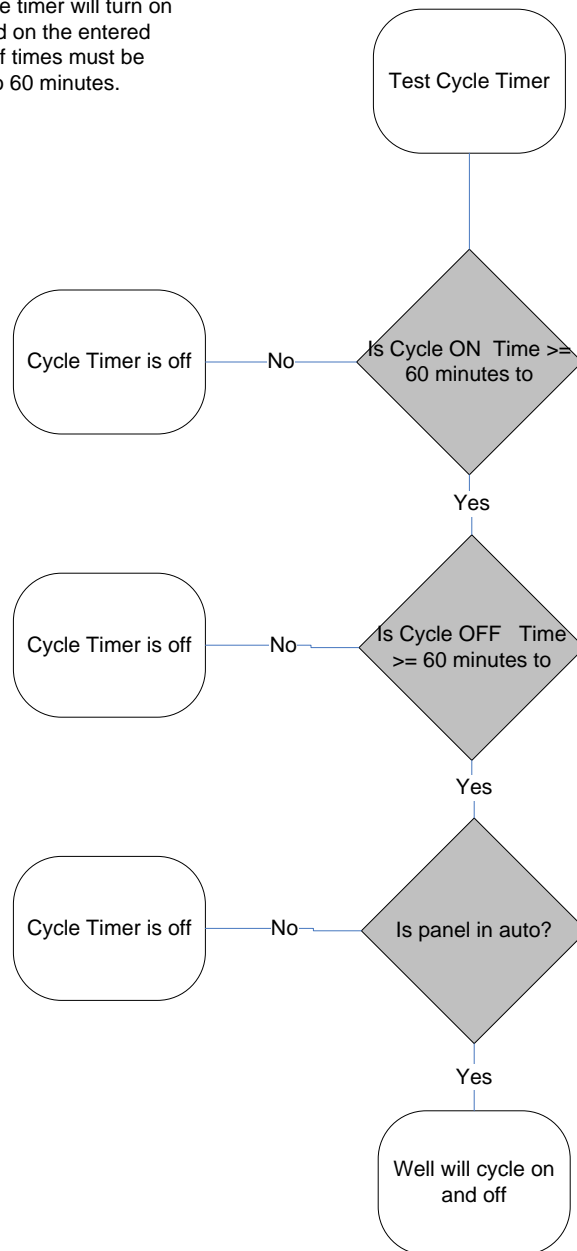 e timer will turn on
d on the entered
f times must be
o 60 minutes.
Test Cycle Timer
Is Cycle ON Time >=
60 minutes to
No
Cycle Timer is off
Yes
Is Cycle OFF Time
>= 60 minutes to
No
Cycle Timer is off
Yes
Is panel in auto?
No
Cycle Timer is off
Yes
Well will cycle on
and off